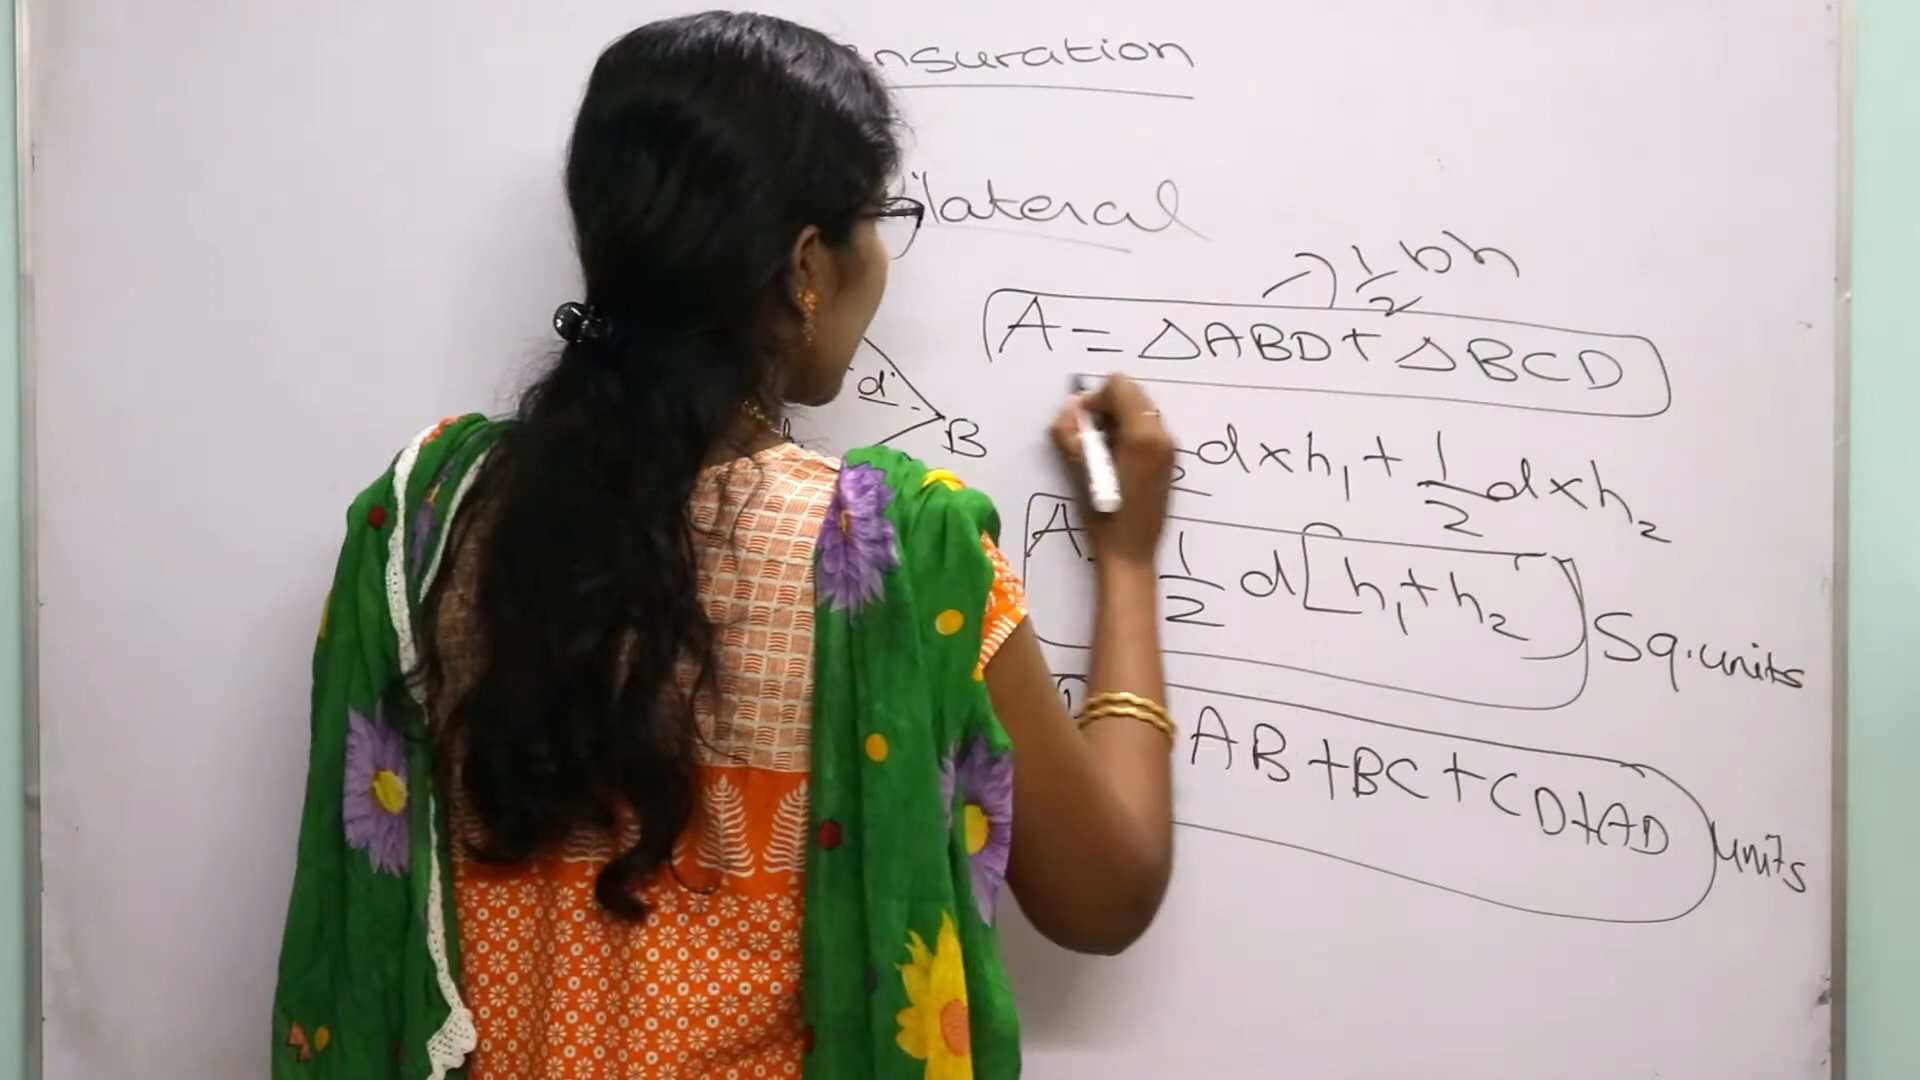 nsuration
ilateral
1/2 bh
A = △ABD + △BCD
d
B
d×h₁ + 1/2 d×h₂
A = 1/2 d[h₁+h₂] Sq.units
AB+BC+CD+AD units